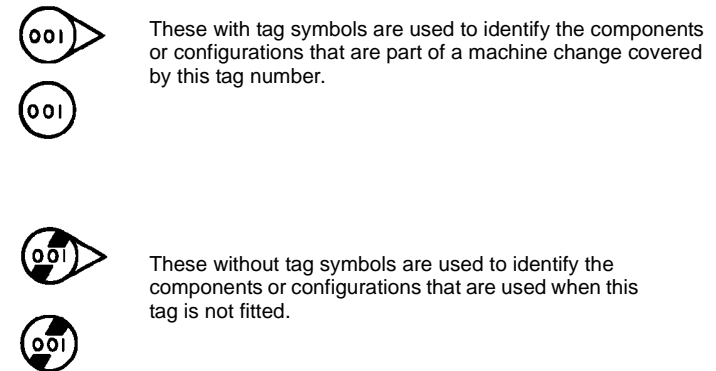 001
These with tag symbols are used to identify the components
or configurations that are part of a machine change covered
by this tag number.
001
001
These without tag symbols are used to identify the
components or configurations that are used when this
tag is not fitted.
001